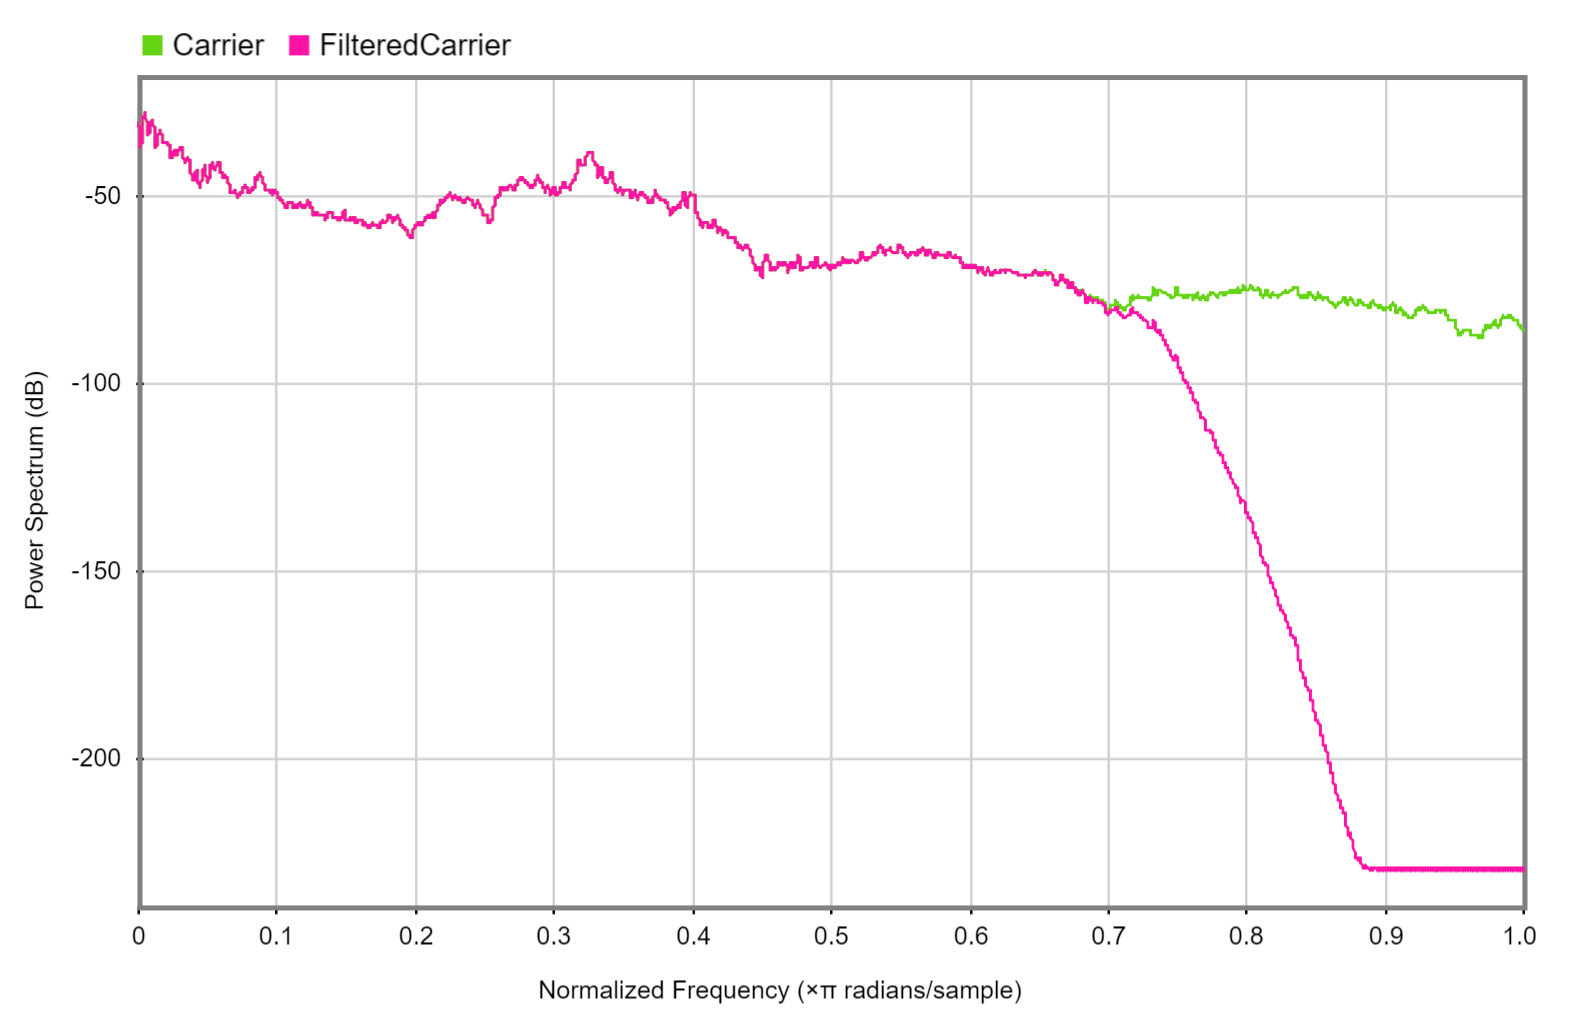 Carrier FilteredCarrier
-50
-100
-150
-200
Power Spectrum (dB)
0 0.1 0.2 0.3 0.4 0.5 0.6 0.7 0.8 0.9 1.0
Normalized Frequency (×π radians/sample)